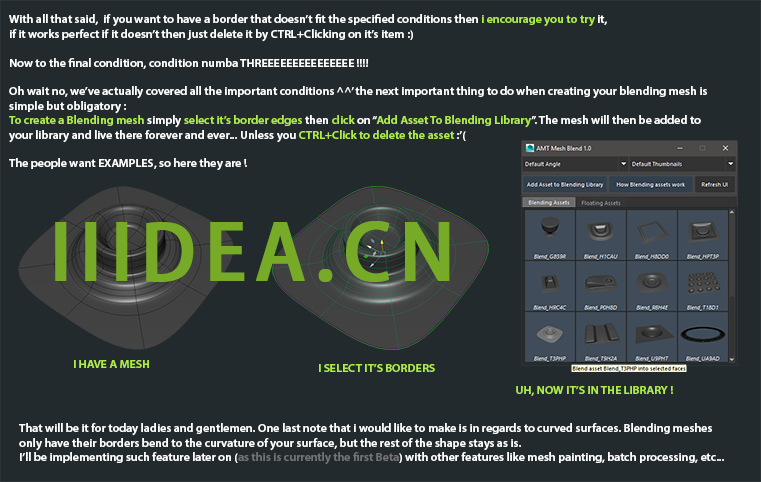 With all that said,  if you want to have a border that doesn't fit the specified conditions then i encourage you to try it,
if it works perfect if it doesn't then just delete it by CTRL+Clicking on it's item :)
Now to the final condition, condition numba THREEEEEEEEEEEEEEEE !!!!
Oh wait no, we've actually covered all the important conditions ^^' the next important thing to do when creating your blending mesh is
simple but obligatory :
To create a Blending mesh simply select it's border edges then click on "Add Asset To Blending Library". The mesh will then be added to
your library and live there forever and ever... Unless you CTRL+Click to delete the asset :'(
The people want EXAMPLES, so here they are !
AMT Mesh Blend 1.0
Default Angle
Default Thumbnails
Add Asset to Blending Library
How Blending assets work
Refresh UI
Blending Assets
Floating Assets
Blend_G8S9R
Blend_H1CAU
Blend_H8DD0
Blend_HPT3P
Blend_H9C4C
Blend_P0H8D
Blend_R8H4E
Blend_T18D1
Blend_T3PHP
Blend_T9H2A
Blend_U9PHT
Blend_UA9AD
Blend asset Blend_T3PHP into selected faces
IIIDEA.CN
I HAVE A MESH
I SELECT IT'S BORDERS
UH, NOW IT'S IN THE LIBRARY !
That will be it for today ladies and gentlemen. One last note that i would like to make is in regards to curved surfaces. Blending meshes
only have their borders bend to the curvature of your surface, but the rest of the shape stays as is.
I'll be implementing such feature later on (as this is currently the first Beta) with other features like mesh painting, batch processing, etc...